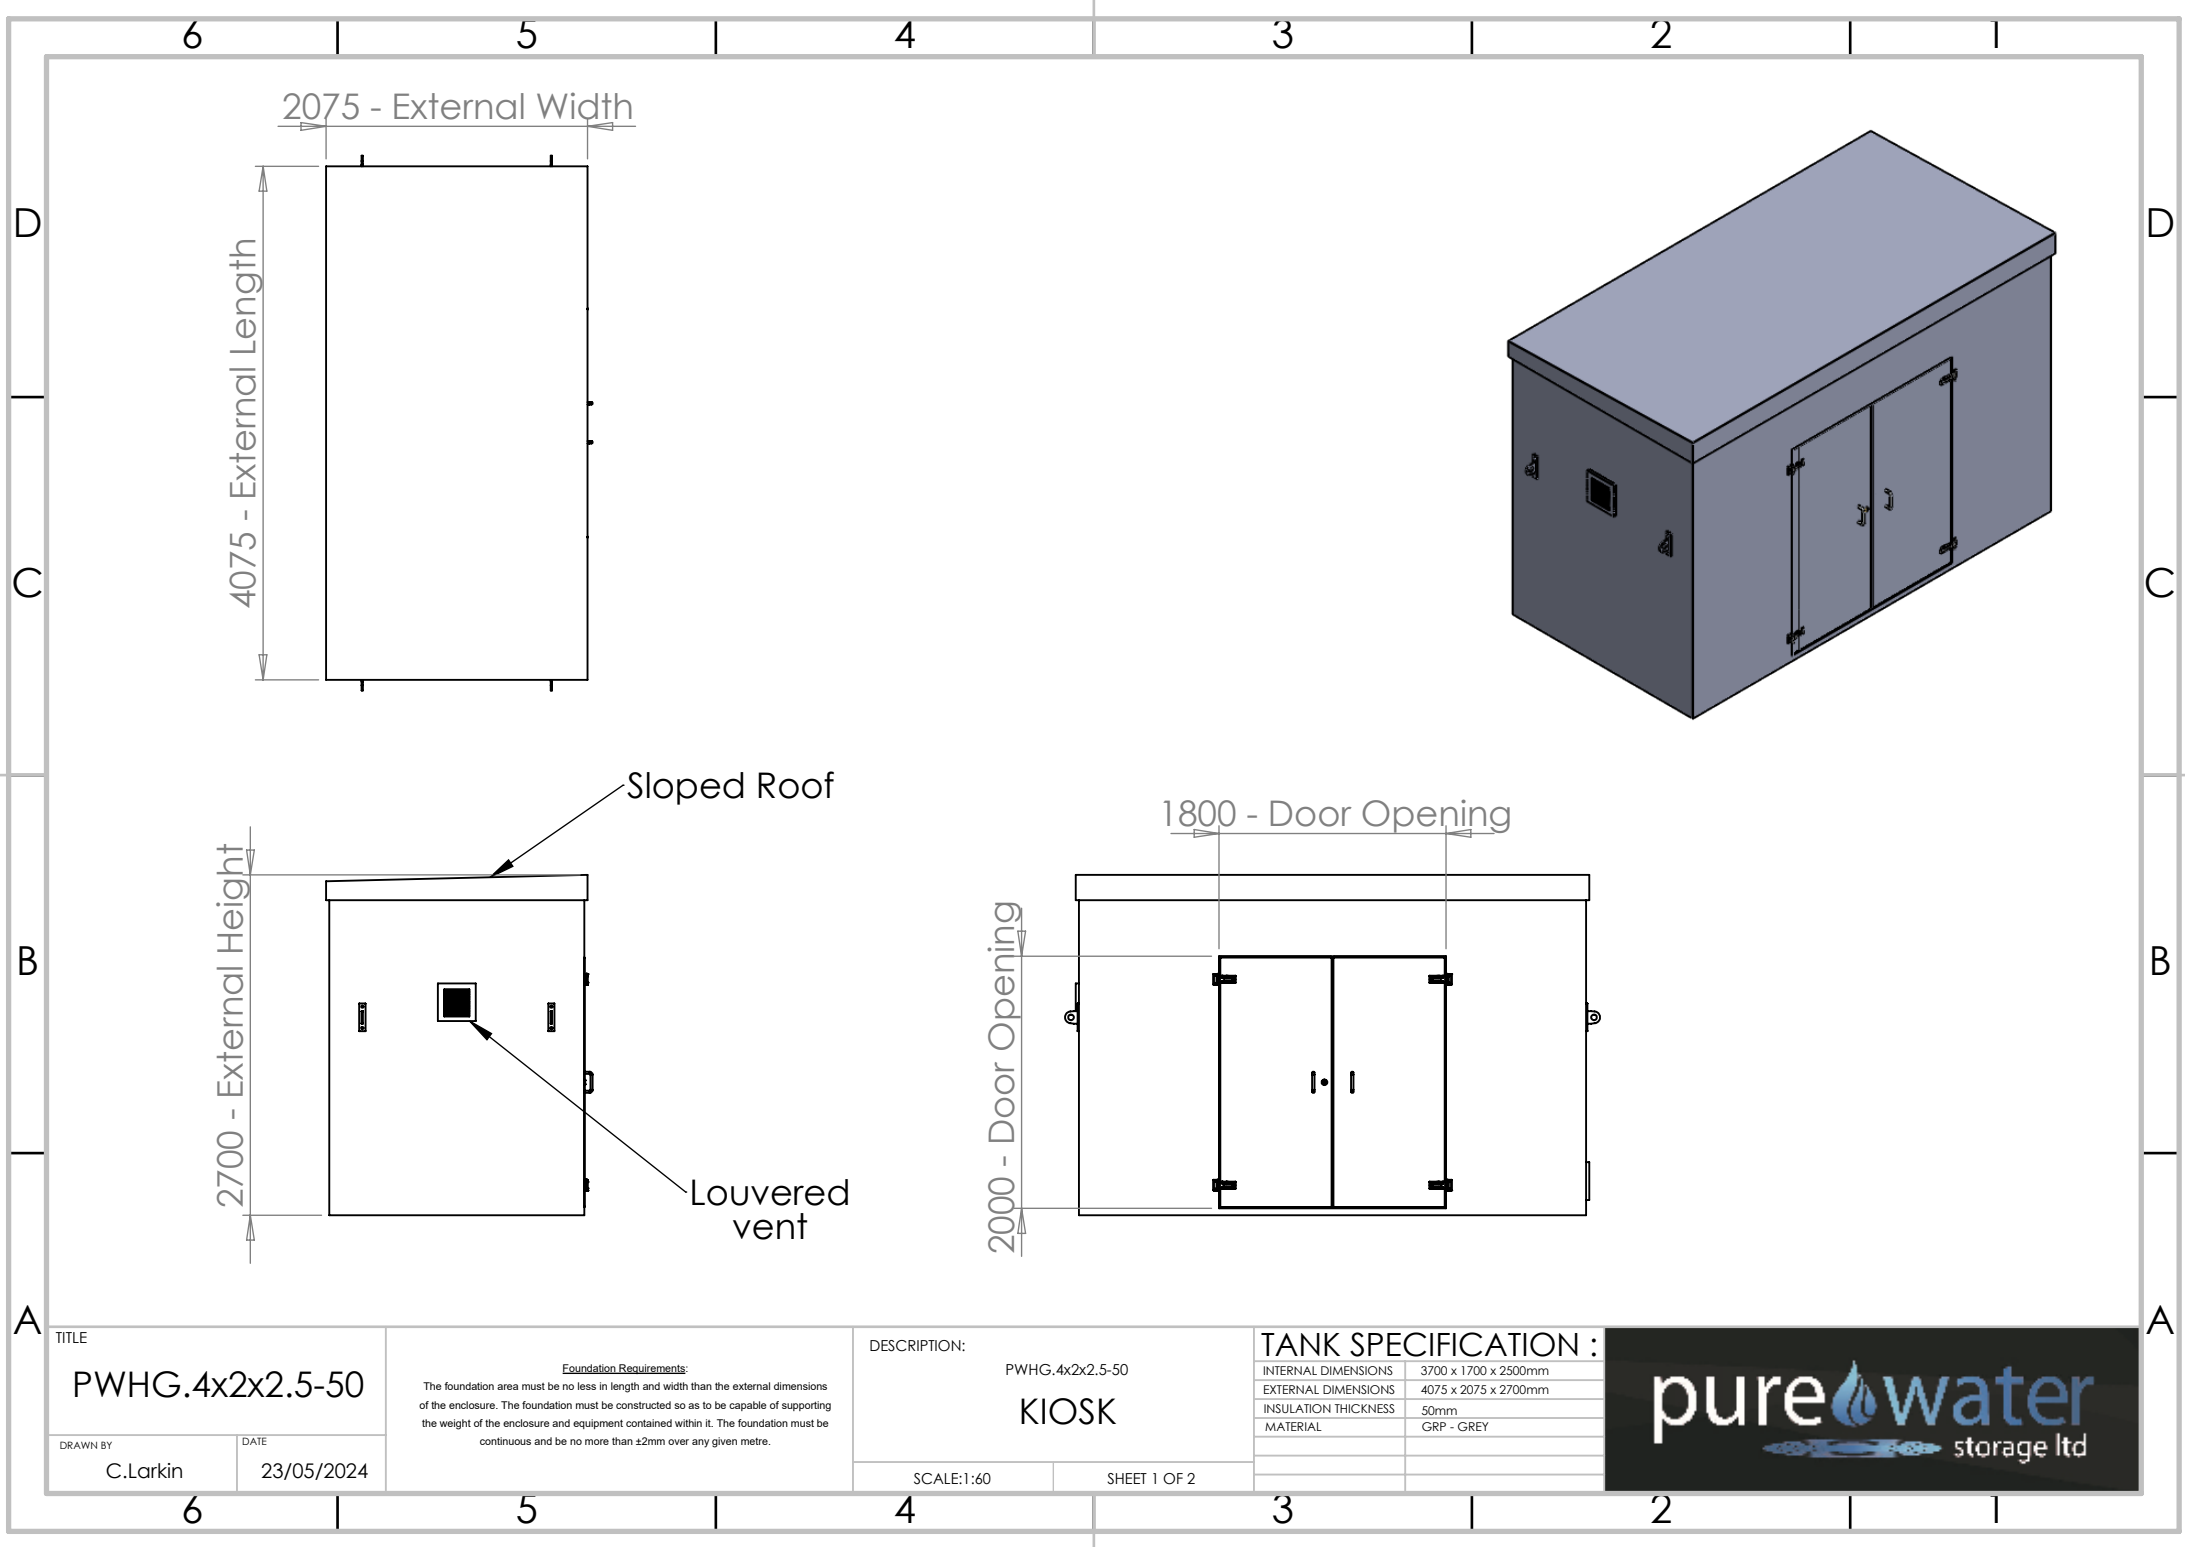 6 5 4 3 2 1
D D
C C
B B
A A
2075 - External Width
4075 - External Length
Sloped Roof
2700 - External Height
Louvered
vent
1800 - Door Opening
2000 - Door Opening
TITLE
PWHG.4x2x2.5-50
DRAWN BY
C.Larkin
DATE
23/05/2024
Foundation Requirements:
The foundation area must be no less in length and width than the external dimensions
of the enclosure. The foundation must be constructed so as to be capable of supporting
the weight of the enclosure and equipment contained within it. The foundation must be
continuous and be no more than ±2mm over any given metre.
DESCRIPTION:
PWHG.4x2x2.5-50
KIOSK
SCALE:1:60
SHEET 1 OF 2
TANK SPECIFICATION :
INTERNAL DIMENSIONS 3700 x 1700 x 2500mm
EXTERNAL DIMENSIONS 4075 x 2075 x 2700mm
INSULATION THICKNESS 50mm
MATERIAL GRP - GREY
pure water
storage ltd
6 5 4 3 2 1